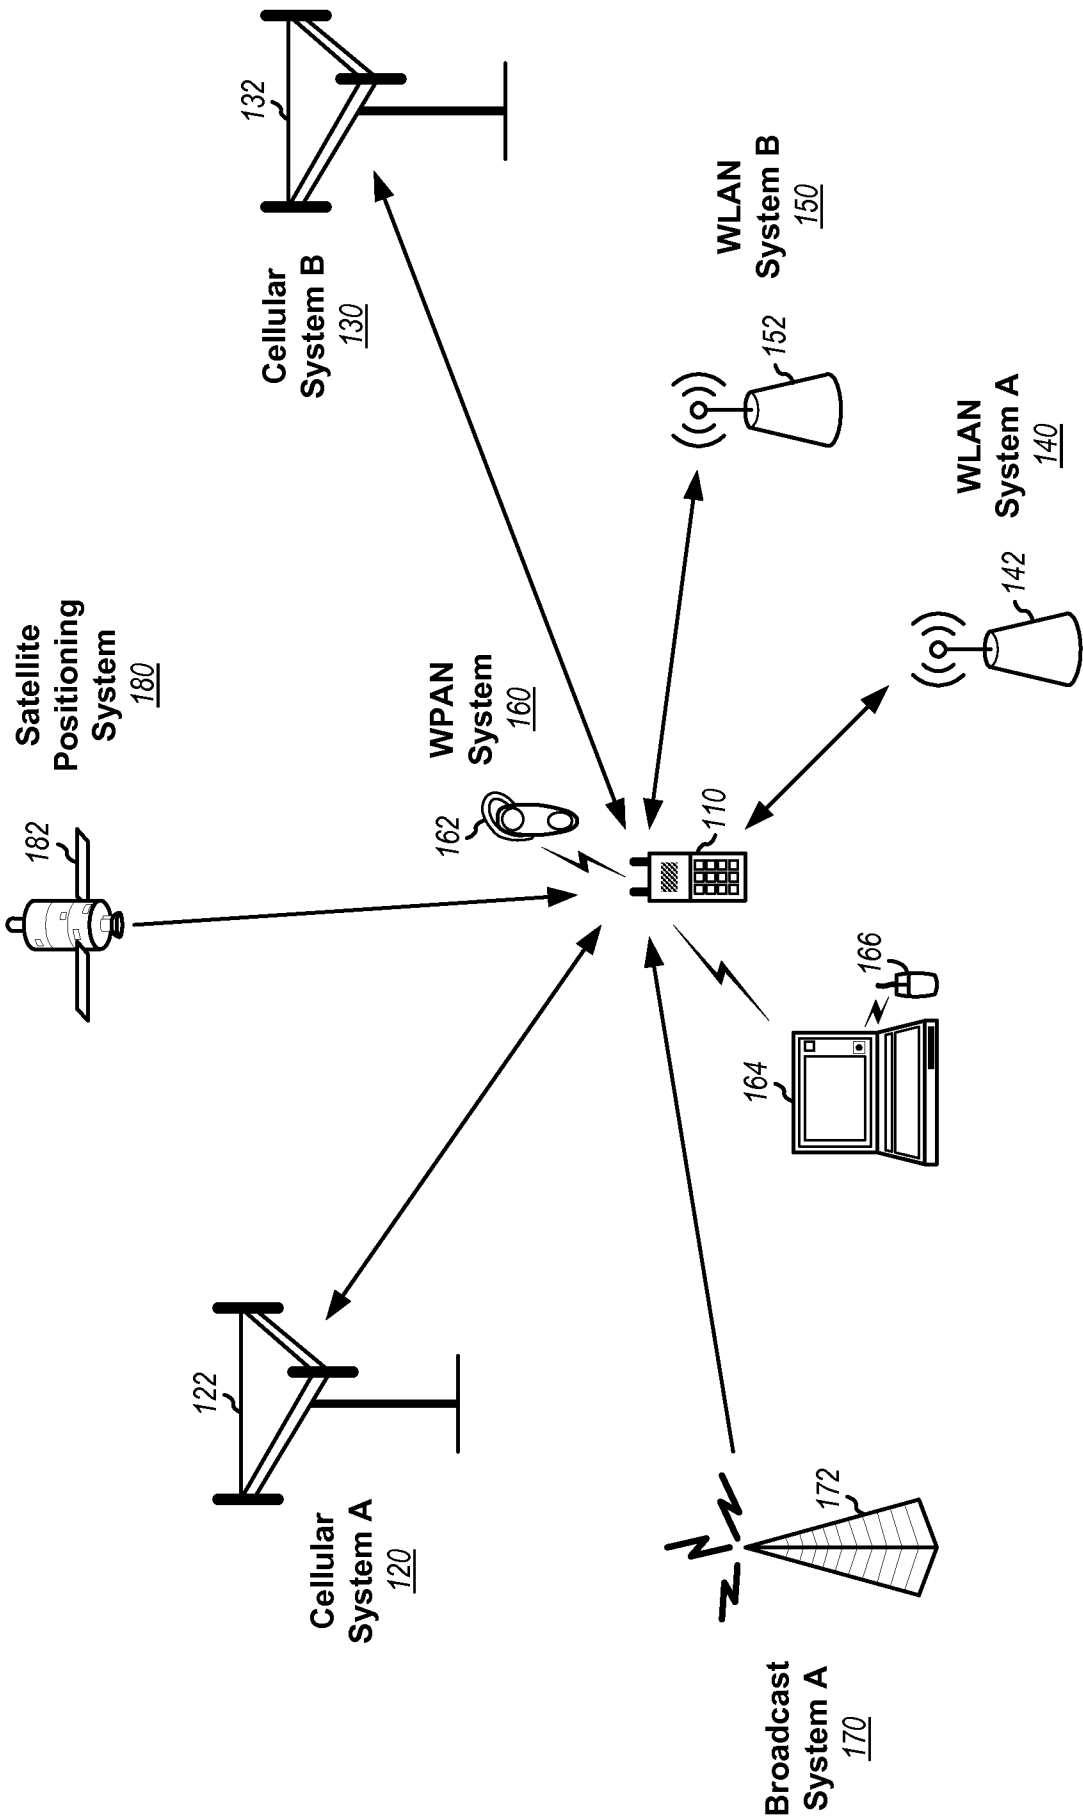 Satellite
Positioning
System
180
182
Cellular
System B
130
132
122
Cellular
System A
120
WPAN
System
160
162
110
WLAN
System B
150
152
WLAN
System A
140
142
164
166
172
Broadcast
System A
170